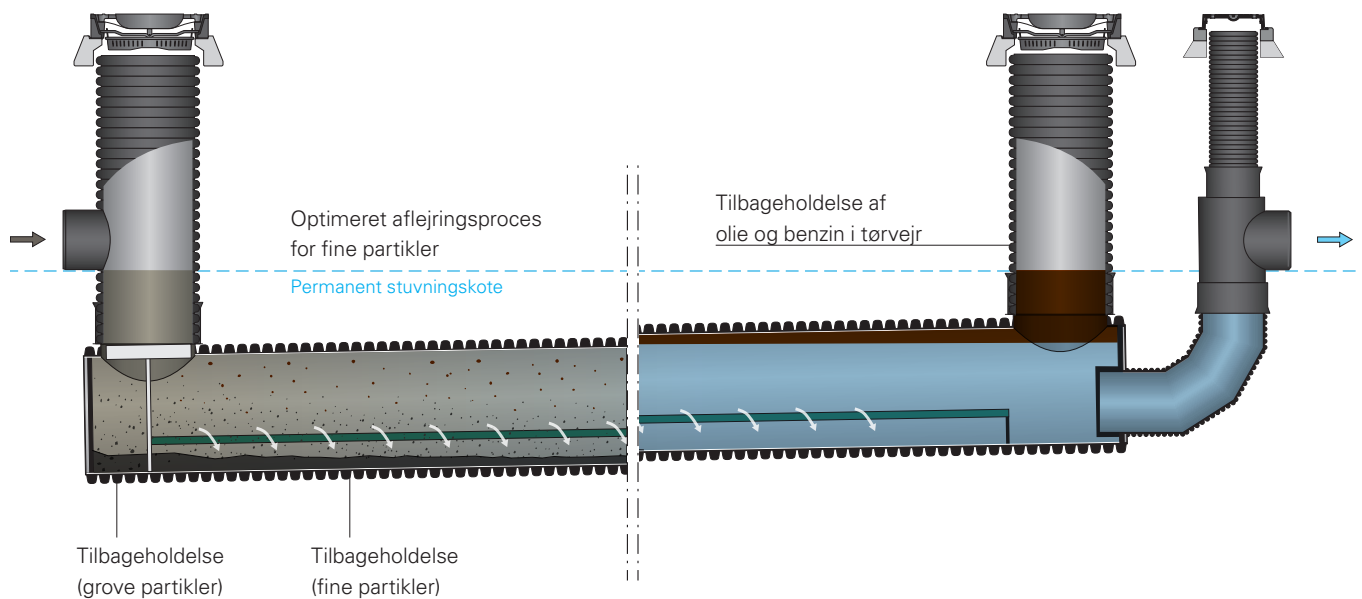 Optimeret aflejringsproces
for fine partikler
Permanent stuvningskote
Tilbageholdelse af
olie og benzin i tørvejr
Tilbageholdelse
(grove partikler)
Tilbageholdelse
(fine partikler)